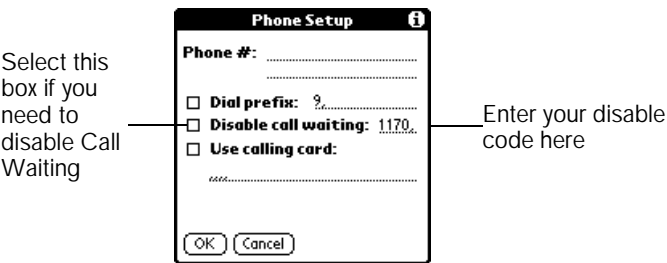 Phone Setup
Phone #:
Dial prefix: 9,
Disable call waiting: 1170,
Use calling card:
,,,,
OK Cancel
Select this
box if you
need to
disable Call
Waiting
Enter your disable
code here